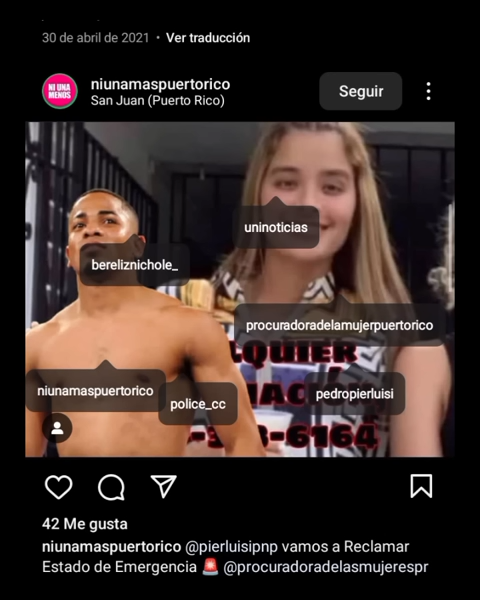 30 de abril de 2021 • Ver traducción
NI UNA
MENOS
niunamaspuertorico
San Juan (Puerto Rico)
Seguir
uninoticias
bereliznichole_
procuradoradelamujerpuertorico
niunamaspuertorico
police_cc
pedropierluisi
-6164
42 Me gusta
niunamaspuertorico @pierluisipnp vamos a Reclamar
Estado de Emergencia 🚨 @procuradoradelasmujerespr